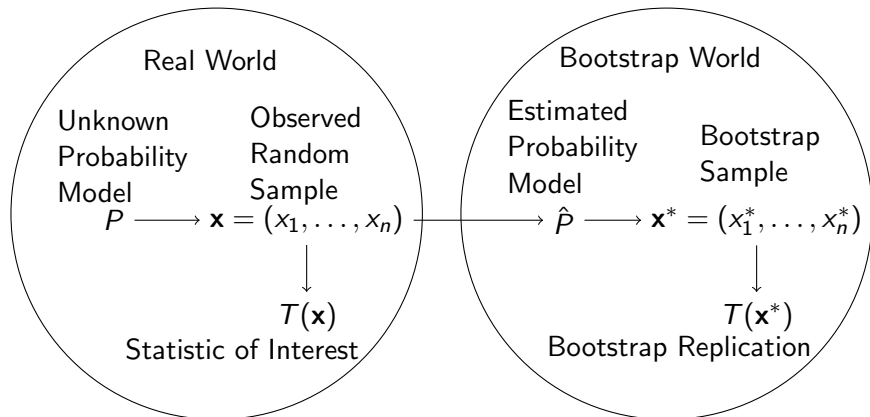 Real World
Unknown
Probability
Model
Observed
Random
Sample
P
𝐱 = (x₁, . . . , xₙ)
T(𝐱)
Statistic of Interest
Bootstrap World
Estimated
Probability
Model
Bootstrap
Sample
P̂
𝐱* = (x₁*, . . . , xₙ*)
T(𝐱*)
Bootstrap Replication